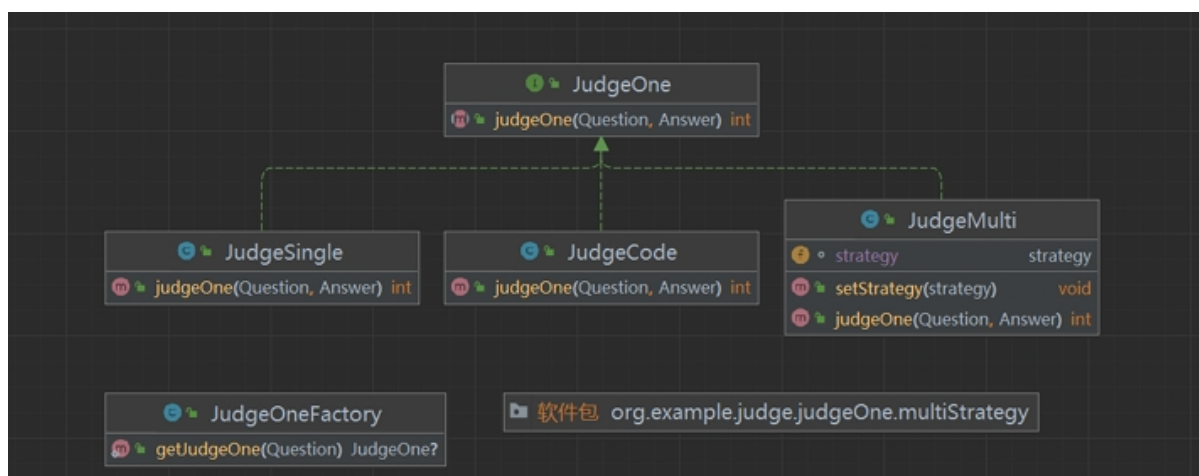 JudgeOne
judgeOne(Question, Answer) int
JudgeMulti
strategy strategy
setStrategy(strategy) void
judgeOne(Question, Answer) int
JudgeSingle
judgeOne(Question, Answer) int
JudgeCode
judgeOne(Question, Answer) int
JudgeOneFactory
getJudgeOne(Question) JudgeOne?
软件包 org.example.judge.judgeOne.multiStrategy